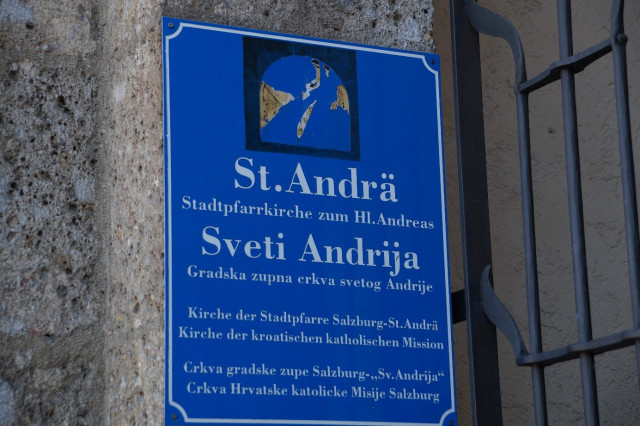 St.Andrä
Stadtpfarrkirche zum Hl.Andreas
Sveti Andrija
Gradska zupna crkva svetog Andrije
Kirche der Stadtpfarre Salzburg-St.Andrä
Kirche der kroatischen katholischen Mission
Crkva gradske zupe Salzburg-„Sv.Andrija“
Crkva Hrvatske katolicke Misije Salzburg